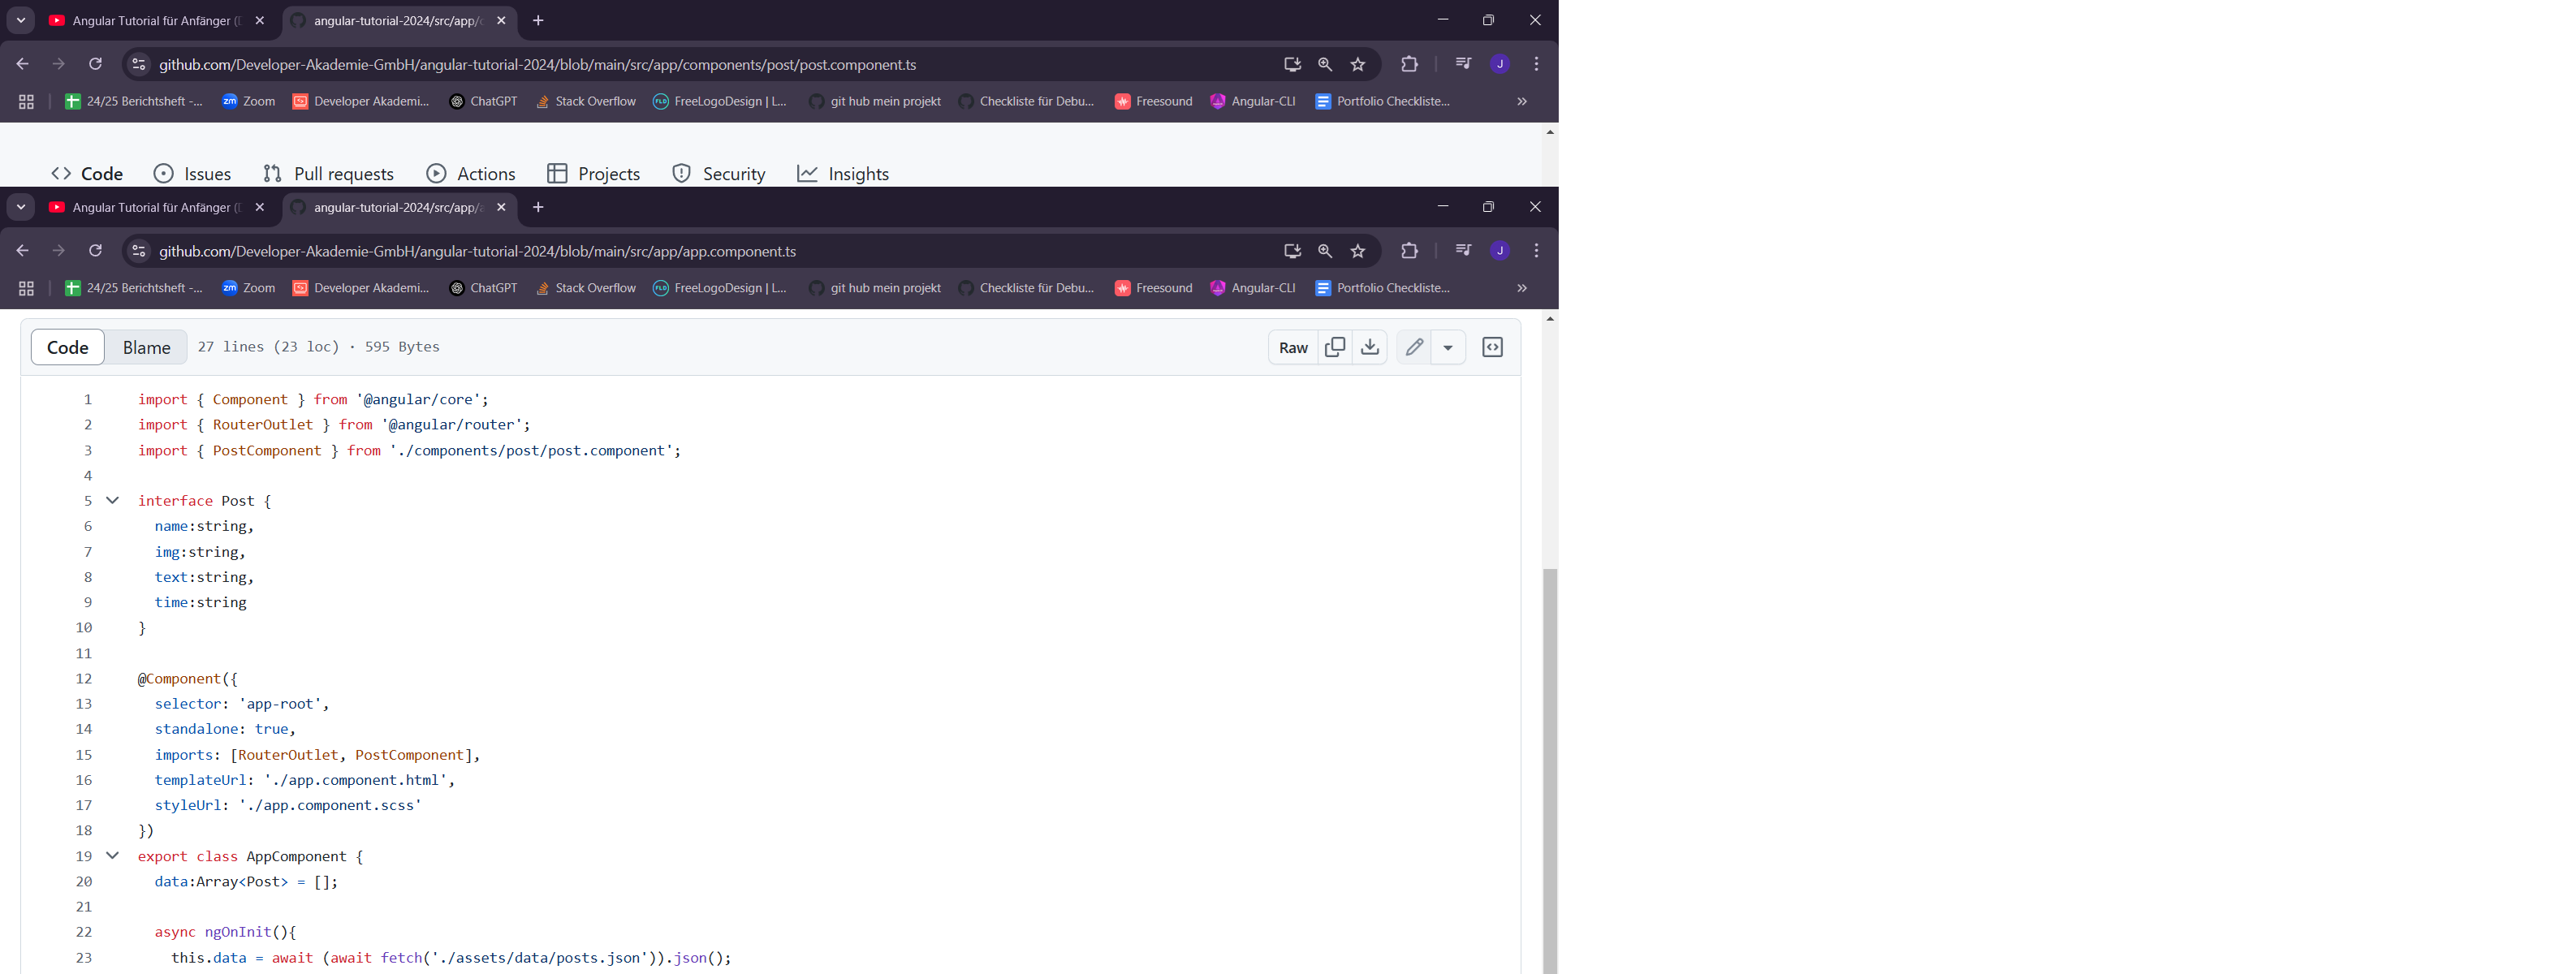 Angular Tutorial für Anfänger (
angular-tutorial-2024/src/app/
github.com/Developer-Akademie-GmbH/angular-tutorial-2024/blob/main/src/app/components/post/post.component.ts
J
24/25 Berichtsheft -...
zm Zoom
Developer Akademi...
ChatGPT
Stack Overflow
FLD FreeLogoDesign | L...
git hub mein projekt
Checkliste für Debu...
Freesound
Angular-CLI
Portfolio Checkliste...
Code
Issues
Pull requests
Actions
Projects
Security
Insights
Angular Tutorial für Anfänger (
angular-tutorial-2024/src/app/
github.com/Developer-Akademie-GmbH/angular-tutorial-2024/blob/main/src/app/app.component.ts
J
24/25 Berichtsheft -...
zm Zoom
Developer Akademi...
ChatGPT
Stack Overflow
FLD FreeLogoDesign | L...
git hub mein projekt
Checkliste für Debu...
Freesound
Angular-CLI
Portfolio Checkliste...
Code Blame 27 lines (23 loc) · 595 Bytes Raw
1 import { Component } from '@angular/core';
2 import { RouterOutlet } from '@angular/router';
3 import { PostComponent } from './components/post/post.component';
4
5 interface Post {
6 name:string,
7 img:string,
8 text:string,
9 time:string
10 }
11
12 @Component({
13 selector: 'app-root',
14 standalone: true,
15 imports: [RouterOutlet, PostComponent],
16 templateUrl: './app.component.html',
17 styleUrl: './app.component.scss'
18 })
19 export class AppComponent {
20 data:Array<Post> = [];
21
22 async ngOnInit(){
23 this.data = await (await fetch('./assets/data/posts.json')).json();